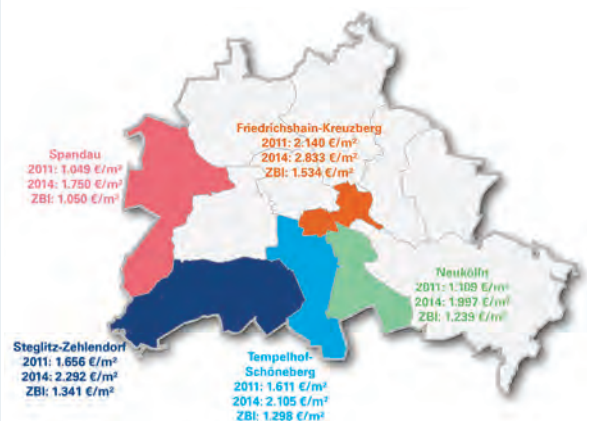 Friedrichshain-Kreuzberg
2011: 2.140 €/m²
2014: 2.833 €/m²
ZBI: 1.534 €/m²
Spandau
2011: 1.049 €/m²
2014: 1.750 €/m²
ZBI: 1.050 €/m²
Neukölln
2011: 1.109 €/m²
2014: 1.997 €/m²
ZBI: 1.239 €/m²
Steglitz-Zehlendorf
2011: 1.656 €/m²
2014: 2.292 €/m²
ZBI: 1.341 €/m²
Tempelhof-
Schöneberg
2011: 1.611 €/m²
2014: 2.105 €/m²
ZBI: 1.298 €/m²